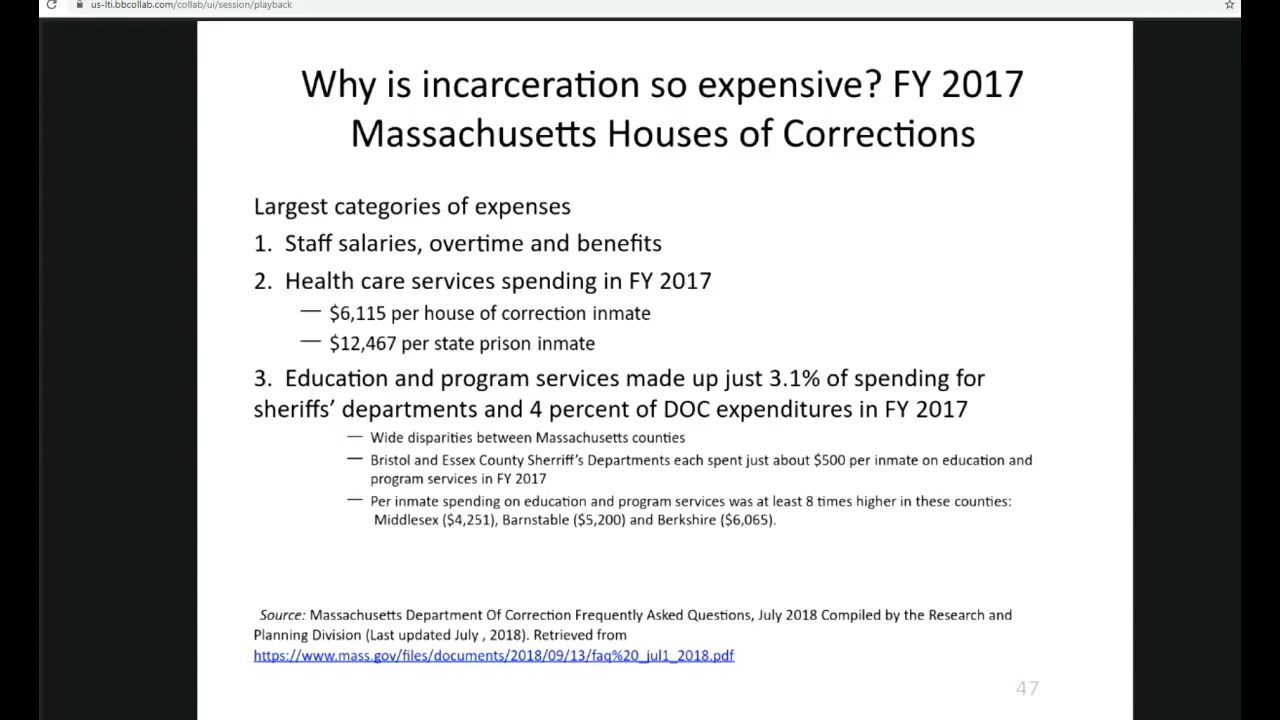 us-lti.bbcollab.com/collab/ui/session/playback
Why is incarceration so expensive? FY 2017
Massachusetts Houses of Corrections
Largest categories of expenses
1. Staff salaries, overtime and benefits
2. Health care services spending in FY 2017
— $6,115 per house of correction inmate
— $12,467 per state prison inmate
3. Education and program services made up just 3.1% of spending for
sheriffs’ departments and 4 percent of DOC expenditures in FY 2017
— Wide disparities between Massachusetts counties
— Bristol and Essex County Sherriff’s Departments each spent just about $500 per inmate on education and
program services in FY 2017
— Per inmate spending on education and program services was at least 8 times higher in these counties:
Middlesex ($4,251), Barnstable ($5,200) and Berkshire ($6,065).
Source: Massachusetts Department Of Correction Frequently Asked Questions, July 2018 Compiled by the Research and
Planning Division (Last updated July , 2018). Retrieved from
https://www.mass.gov/files/documents/2018/09/13/faq%20_jul1_2018.pdf
47